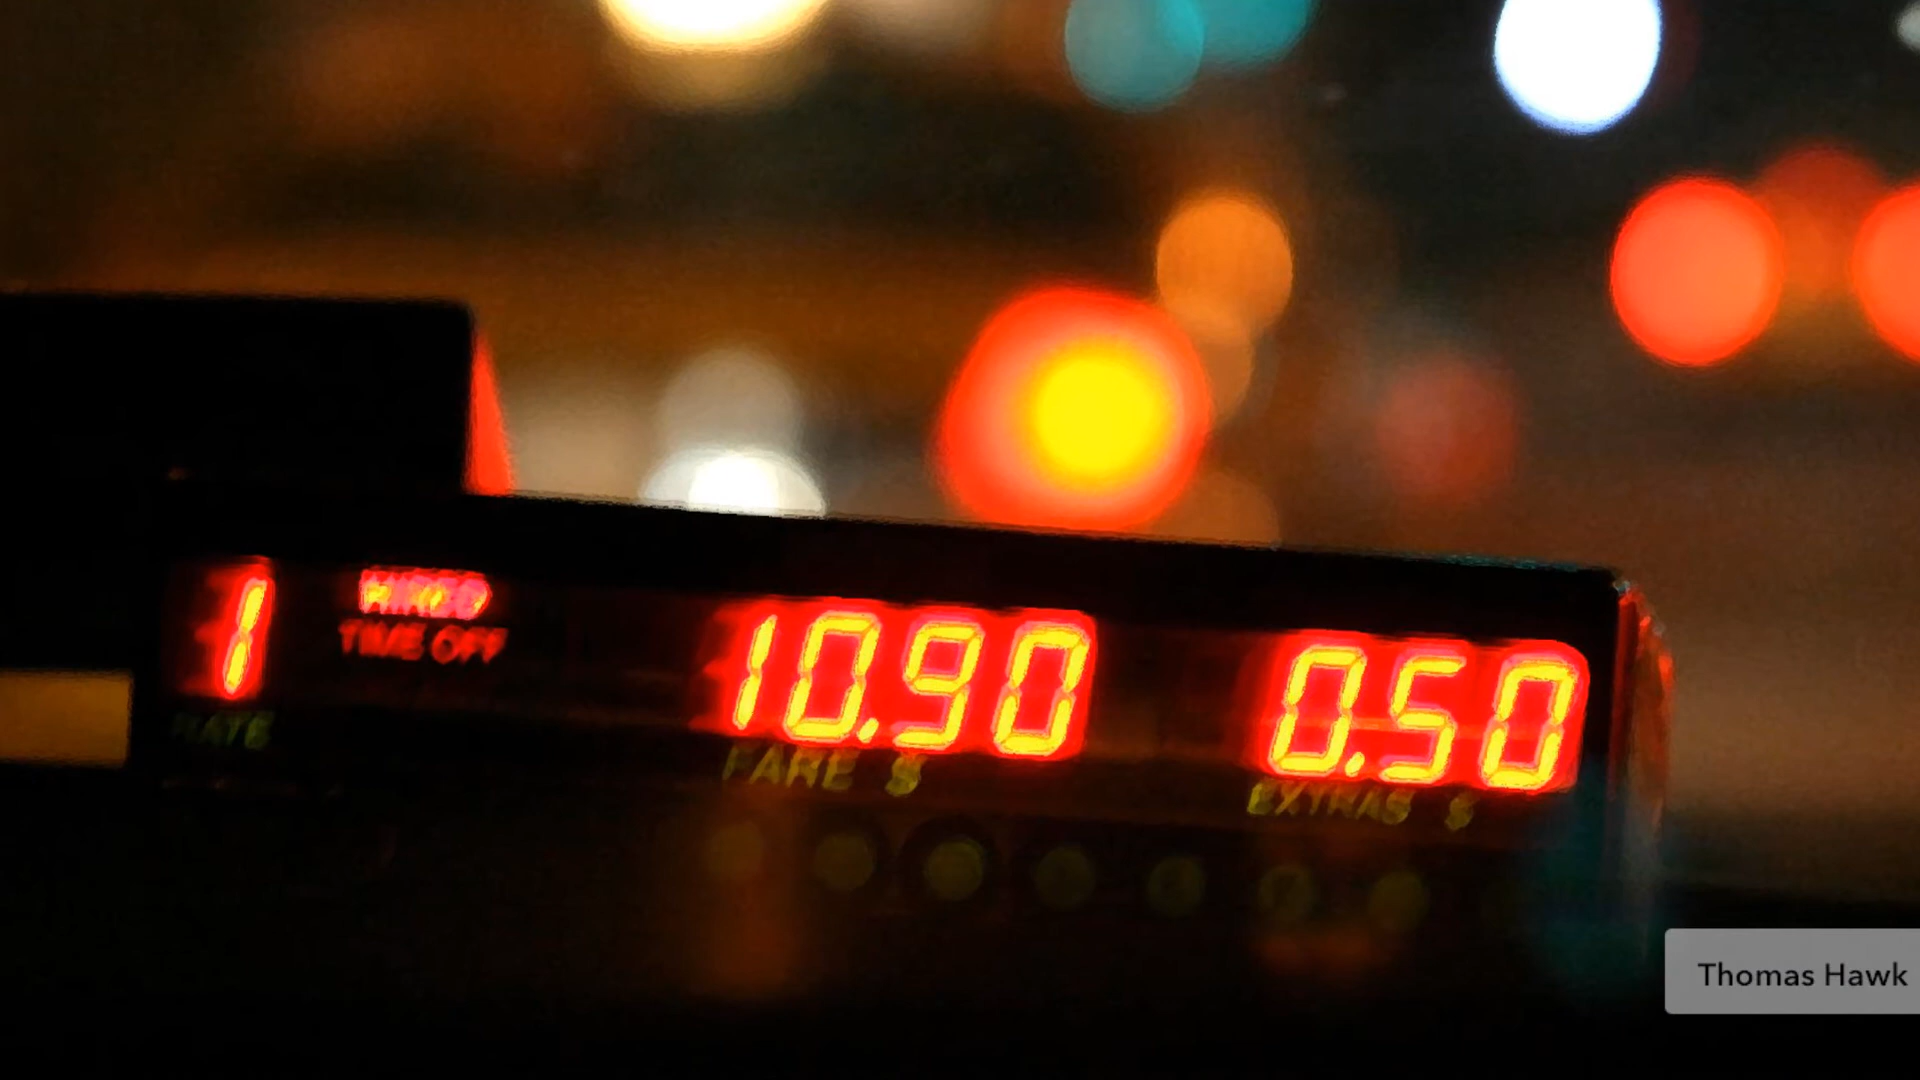 1
HIRED
TIME OFF
10.90
0.50
RATE
FARE $
EXTRAS $
Thomas Hawk